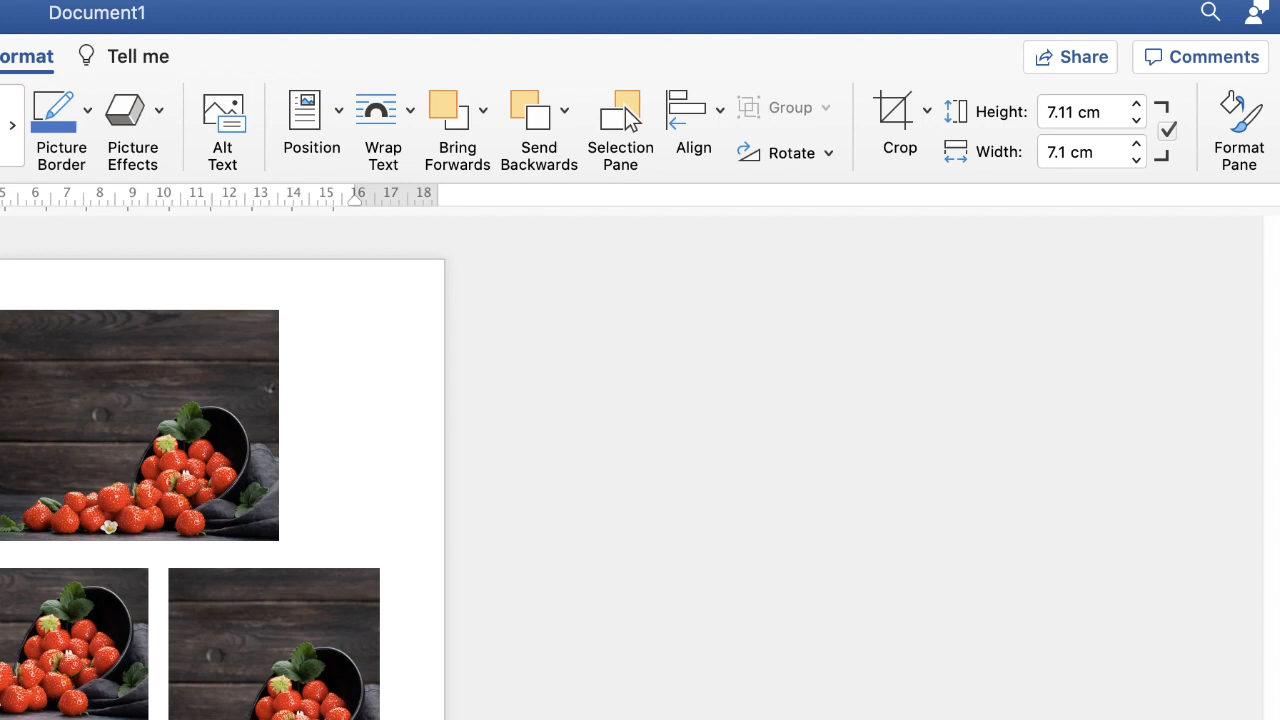 Document1
ormat Tell me Share Comments
Picture Border
Picture Effects
Alt Text
Position
Wrap Text
Bring Forwards
Send Backwards
Selection Pane
Align
Group
Rotate
Crop
Height: 7.11 cm
Width: 7.1 cm
Format Pane
5 6 7 8 9 10 11 12 13 14 15 16 17 18